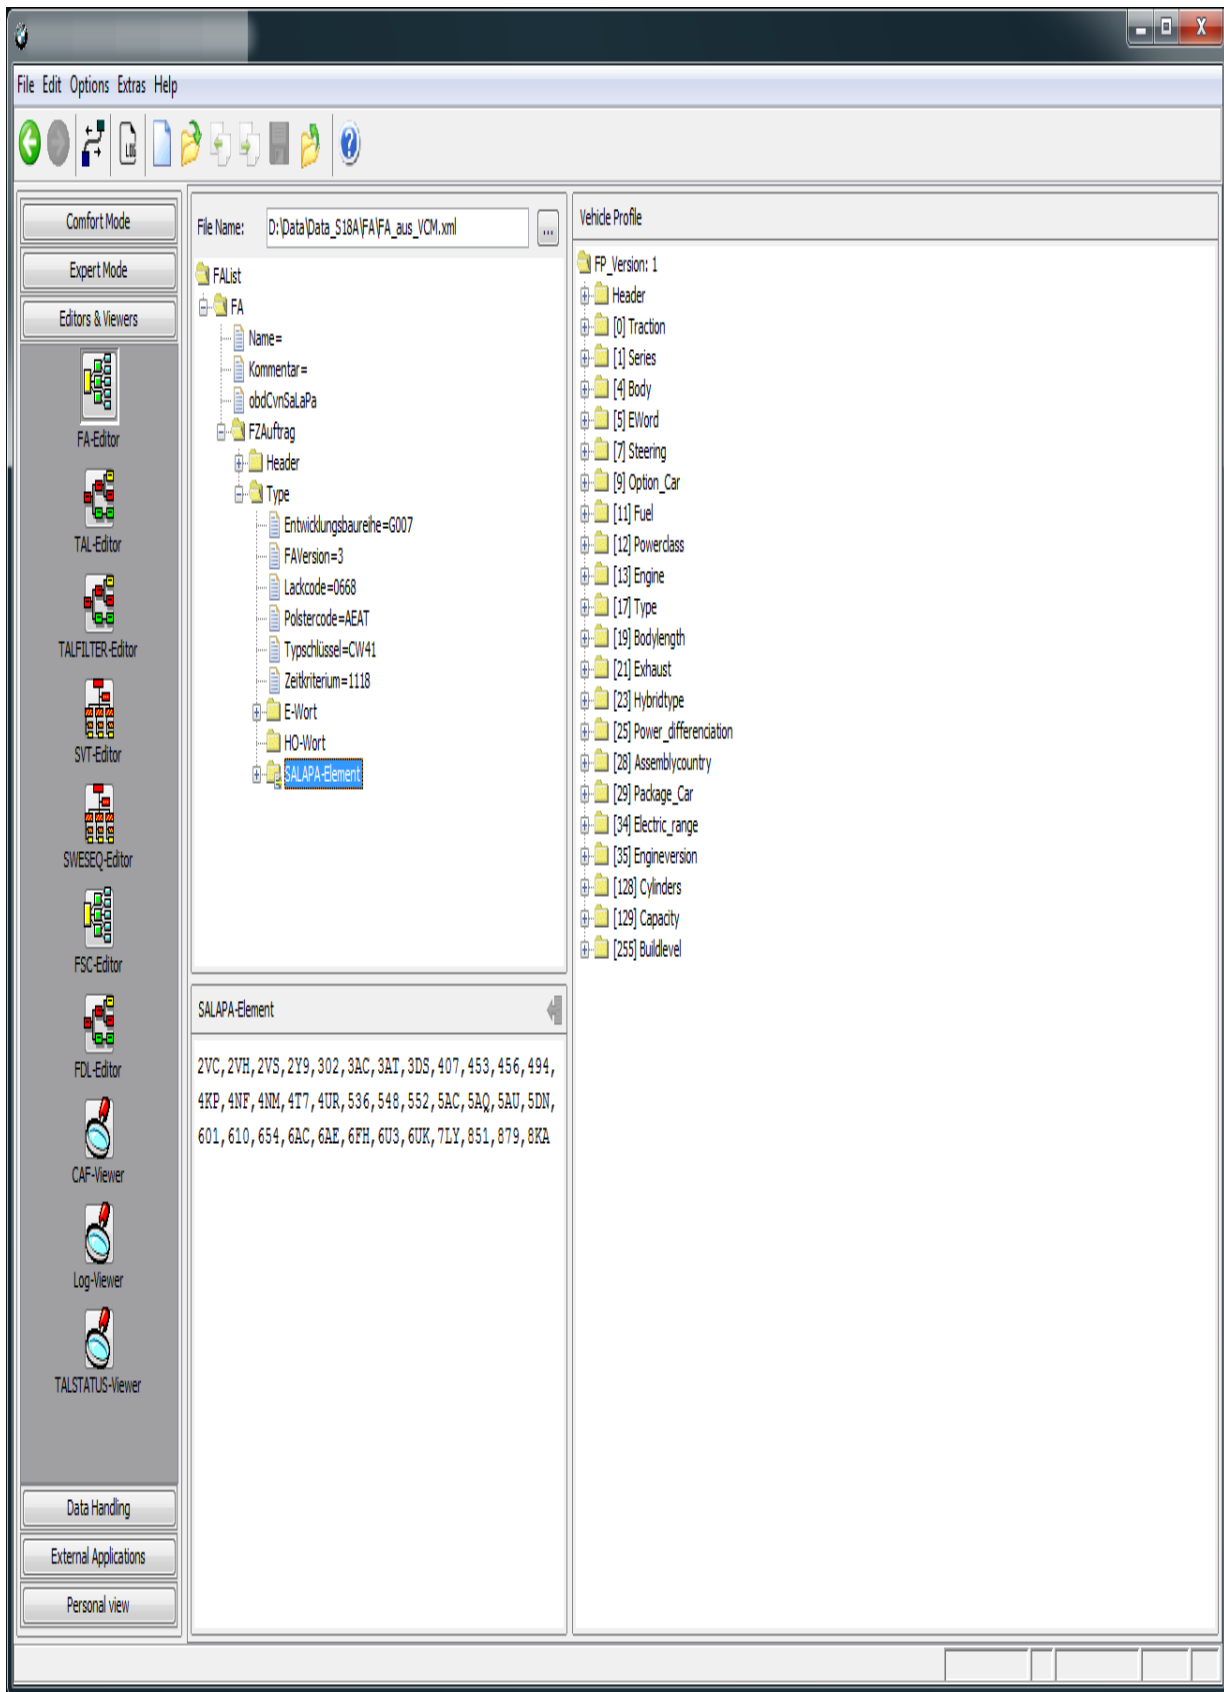 File Edit Options Extras Help
LOG
Comfort Mode
Expert Mode
Editors & Viewers
FA-Editor
TAL-Editor
TALFILTER-Editor
SVT-Editor
SWESEQ-Editor
FSC-Editor
FDL-Editor
CAF-Viewer
Log-Viewer
TALSTATUS-Viewer
Data Handling
External Applications
Personal view
File Name: D:\Data\Data_S18A\FA\FA_aus_VCM.xml ...
FAList
FA
Name=
Kommentar=
obdCvnSaLaPa
FZAuftrag
Header
Type
Entwicklungsbaureihe=G007
FAVersion=3
Lackcode=0668
Polstercode=AEAT
Typschlüssel=CW41
Zeitkriterium=1118
E-Wort
HO-Wort
SALAPA-Element
SALAPA-Element
2VC,2VH,2VS,2Y9,302,3AC,3AT,3DS,407,453,456,494,
4KP,4NF,4NM,4T7,4UR,536,548,552,5AC,5AQ,5AU,5DN,
601,610,654,6AC,6AE,6FH,6U3,6UK,7LY,851,879,8KA
Vehicle Profile
FP_Version: 1
Header
[0] Traction
[1] Series
[4] Body
[5] EWord
[7] Steering
[9] Option_Car
[11] Fuel
[12] Powerclass
[13] Engine
[17] Type
[19] Bodylength
[21] Exhaust
[23] Hybridtype
[25] Power_differenciation
[28] Assemblycountry
[29] Package_Car
[34] Electric_range
[35] Engineversion
[128] Cylinders
[129] Capacity
[255] Buildlevel